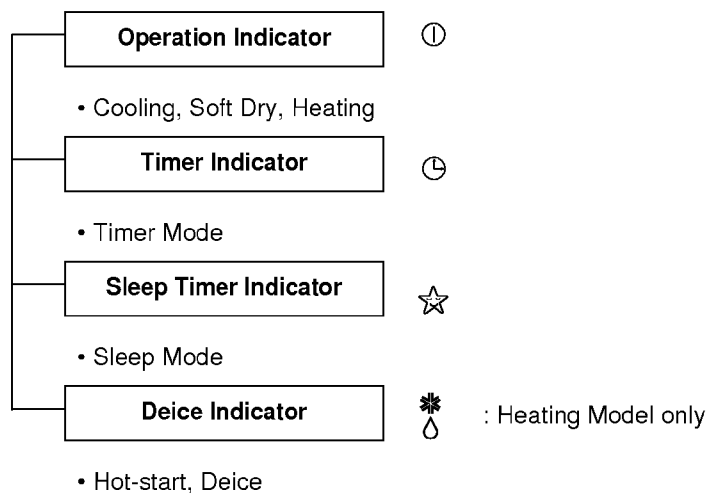 Operation Indicator
• Cooling, Soft Dry, Heating
Timer Indicator
• Timer Mode
Sleep Timer Indicator
• Sleep Mode
Deice Indicator : Heating Model only
• Hot-start, Deice